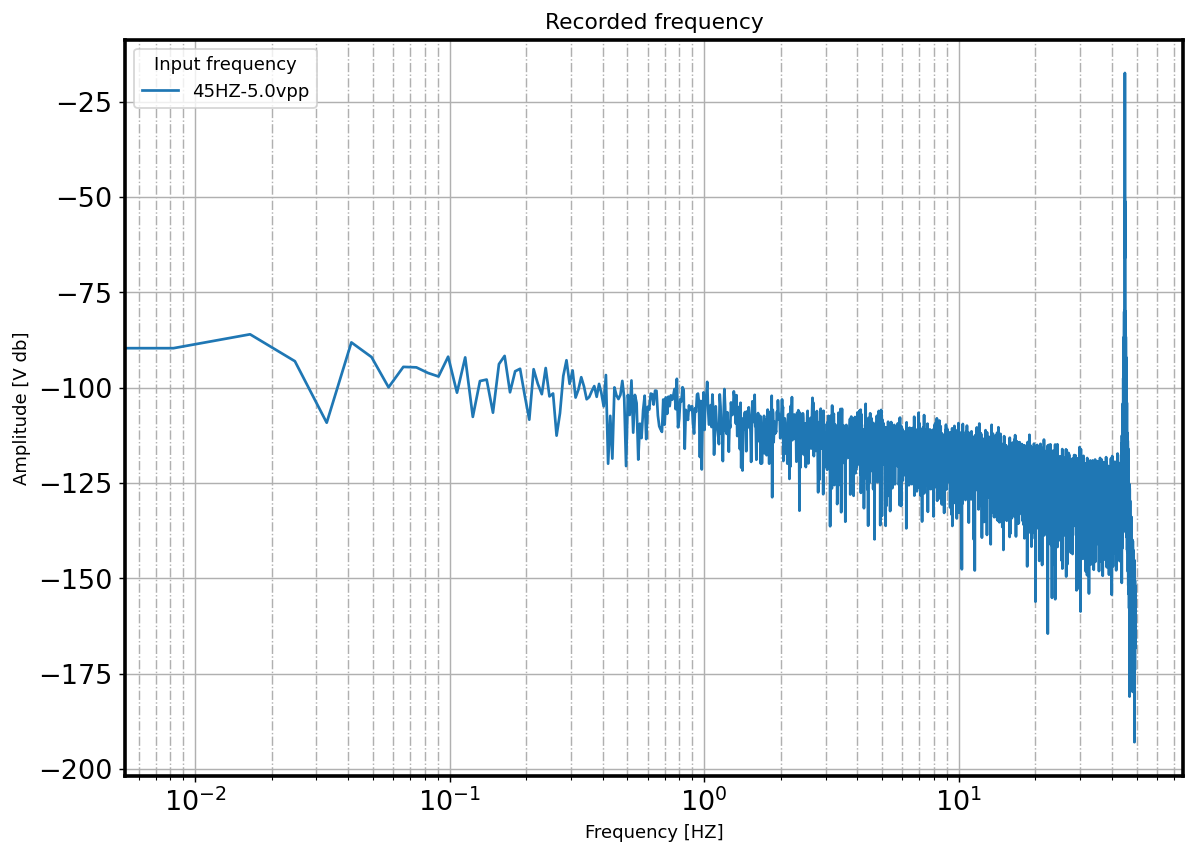 Recorded frequency
Input frequency
45HZ-5.0vpp
−25
−50
−75
−100
−125
−150
−175
−200
Amplitude [V db]
10⁻² 10⁻¹ 10⁰ 10¹
Frequency [HZ]